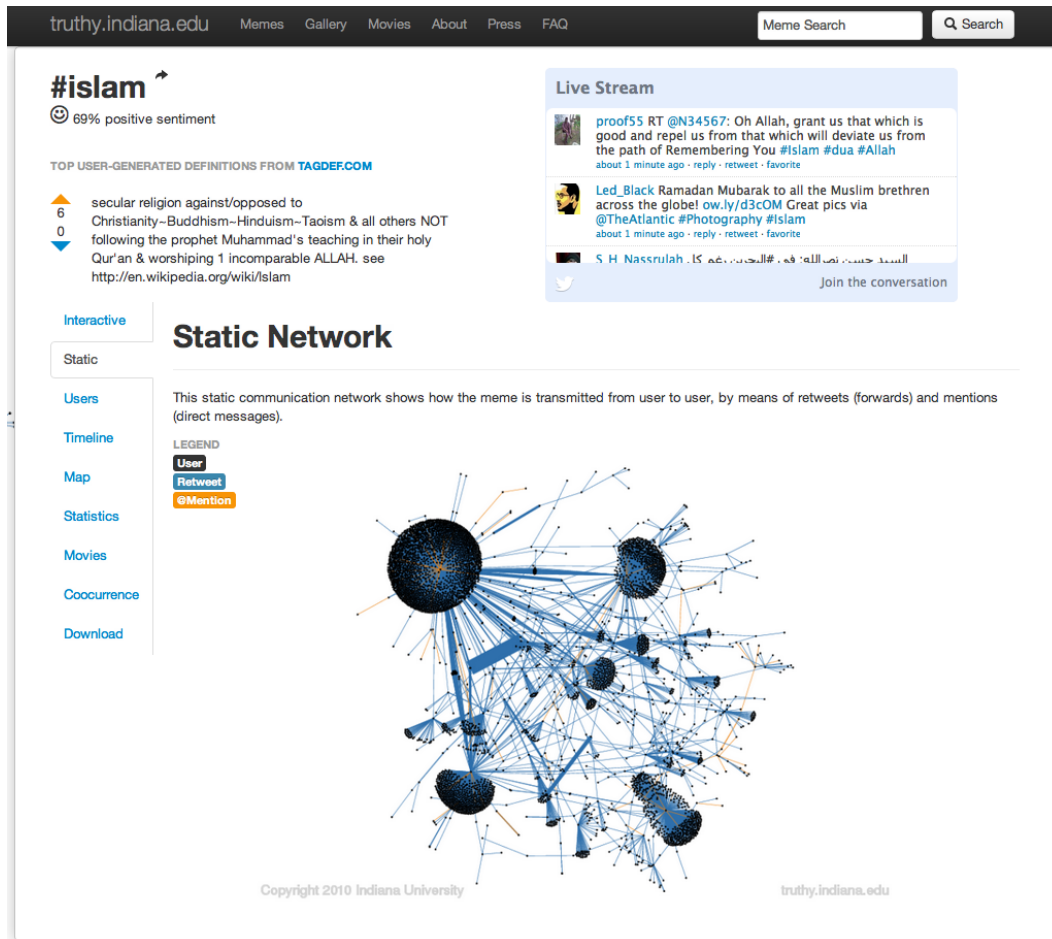 truthy.indiana.edu Memes Gallery Movies About Press FAQ Meme Search Search
#islam
69% positive sentiment
TOP USER-GENERATED DEFINITIONS FROM TAGDEF.COM
6
0
secular religion against/opposed to
Christianity~Buddhism~Hinduism~Taoism & all others NOT
following the prophet Muhammad's teaching in their holy
Qur'an & worshiping 1 incomparable ALLAH. see
http://en.wikipedia.org/wiki/Islam
Live Stream
proof55 RT @N34567: Oh Allah, grant us that which is
good and repel us from that which will deviate us from
the path of Remembering You #Islam #dua #Allah
about 1 minute ago · reply · retweet · favorite
Led_Black Ramadan Mubarak to all the Muslim brethren
across the globe! ow.ly/d3cOM Great pics via
@TheAtlantic #Photography #Islam
about 1 minute ago · reply · retweet · favorite
S_H_Nassrulah السيد حسن نصرالله: في #البحرين رغم كل
Join the conversation
Interactive
Static
Users
Timeline
Map
Statistics
Movies
Coocurrence
Download
Static Network
This static communication network shows how the meme is transmitted from user to user, by means of retweets (forwards) and mentions
(direct messages).
LEGEND
User
Retweet
@Mention
Copyright 2010 Indiana University truthy.indiana.edu